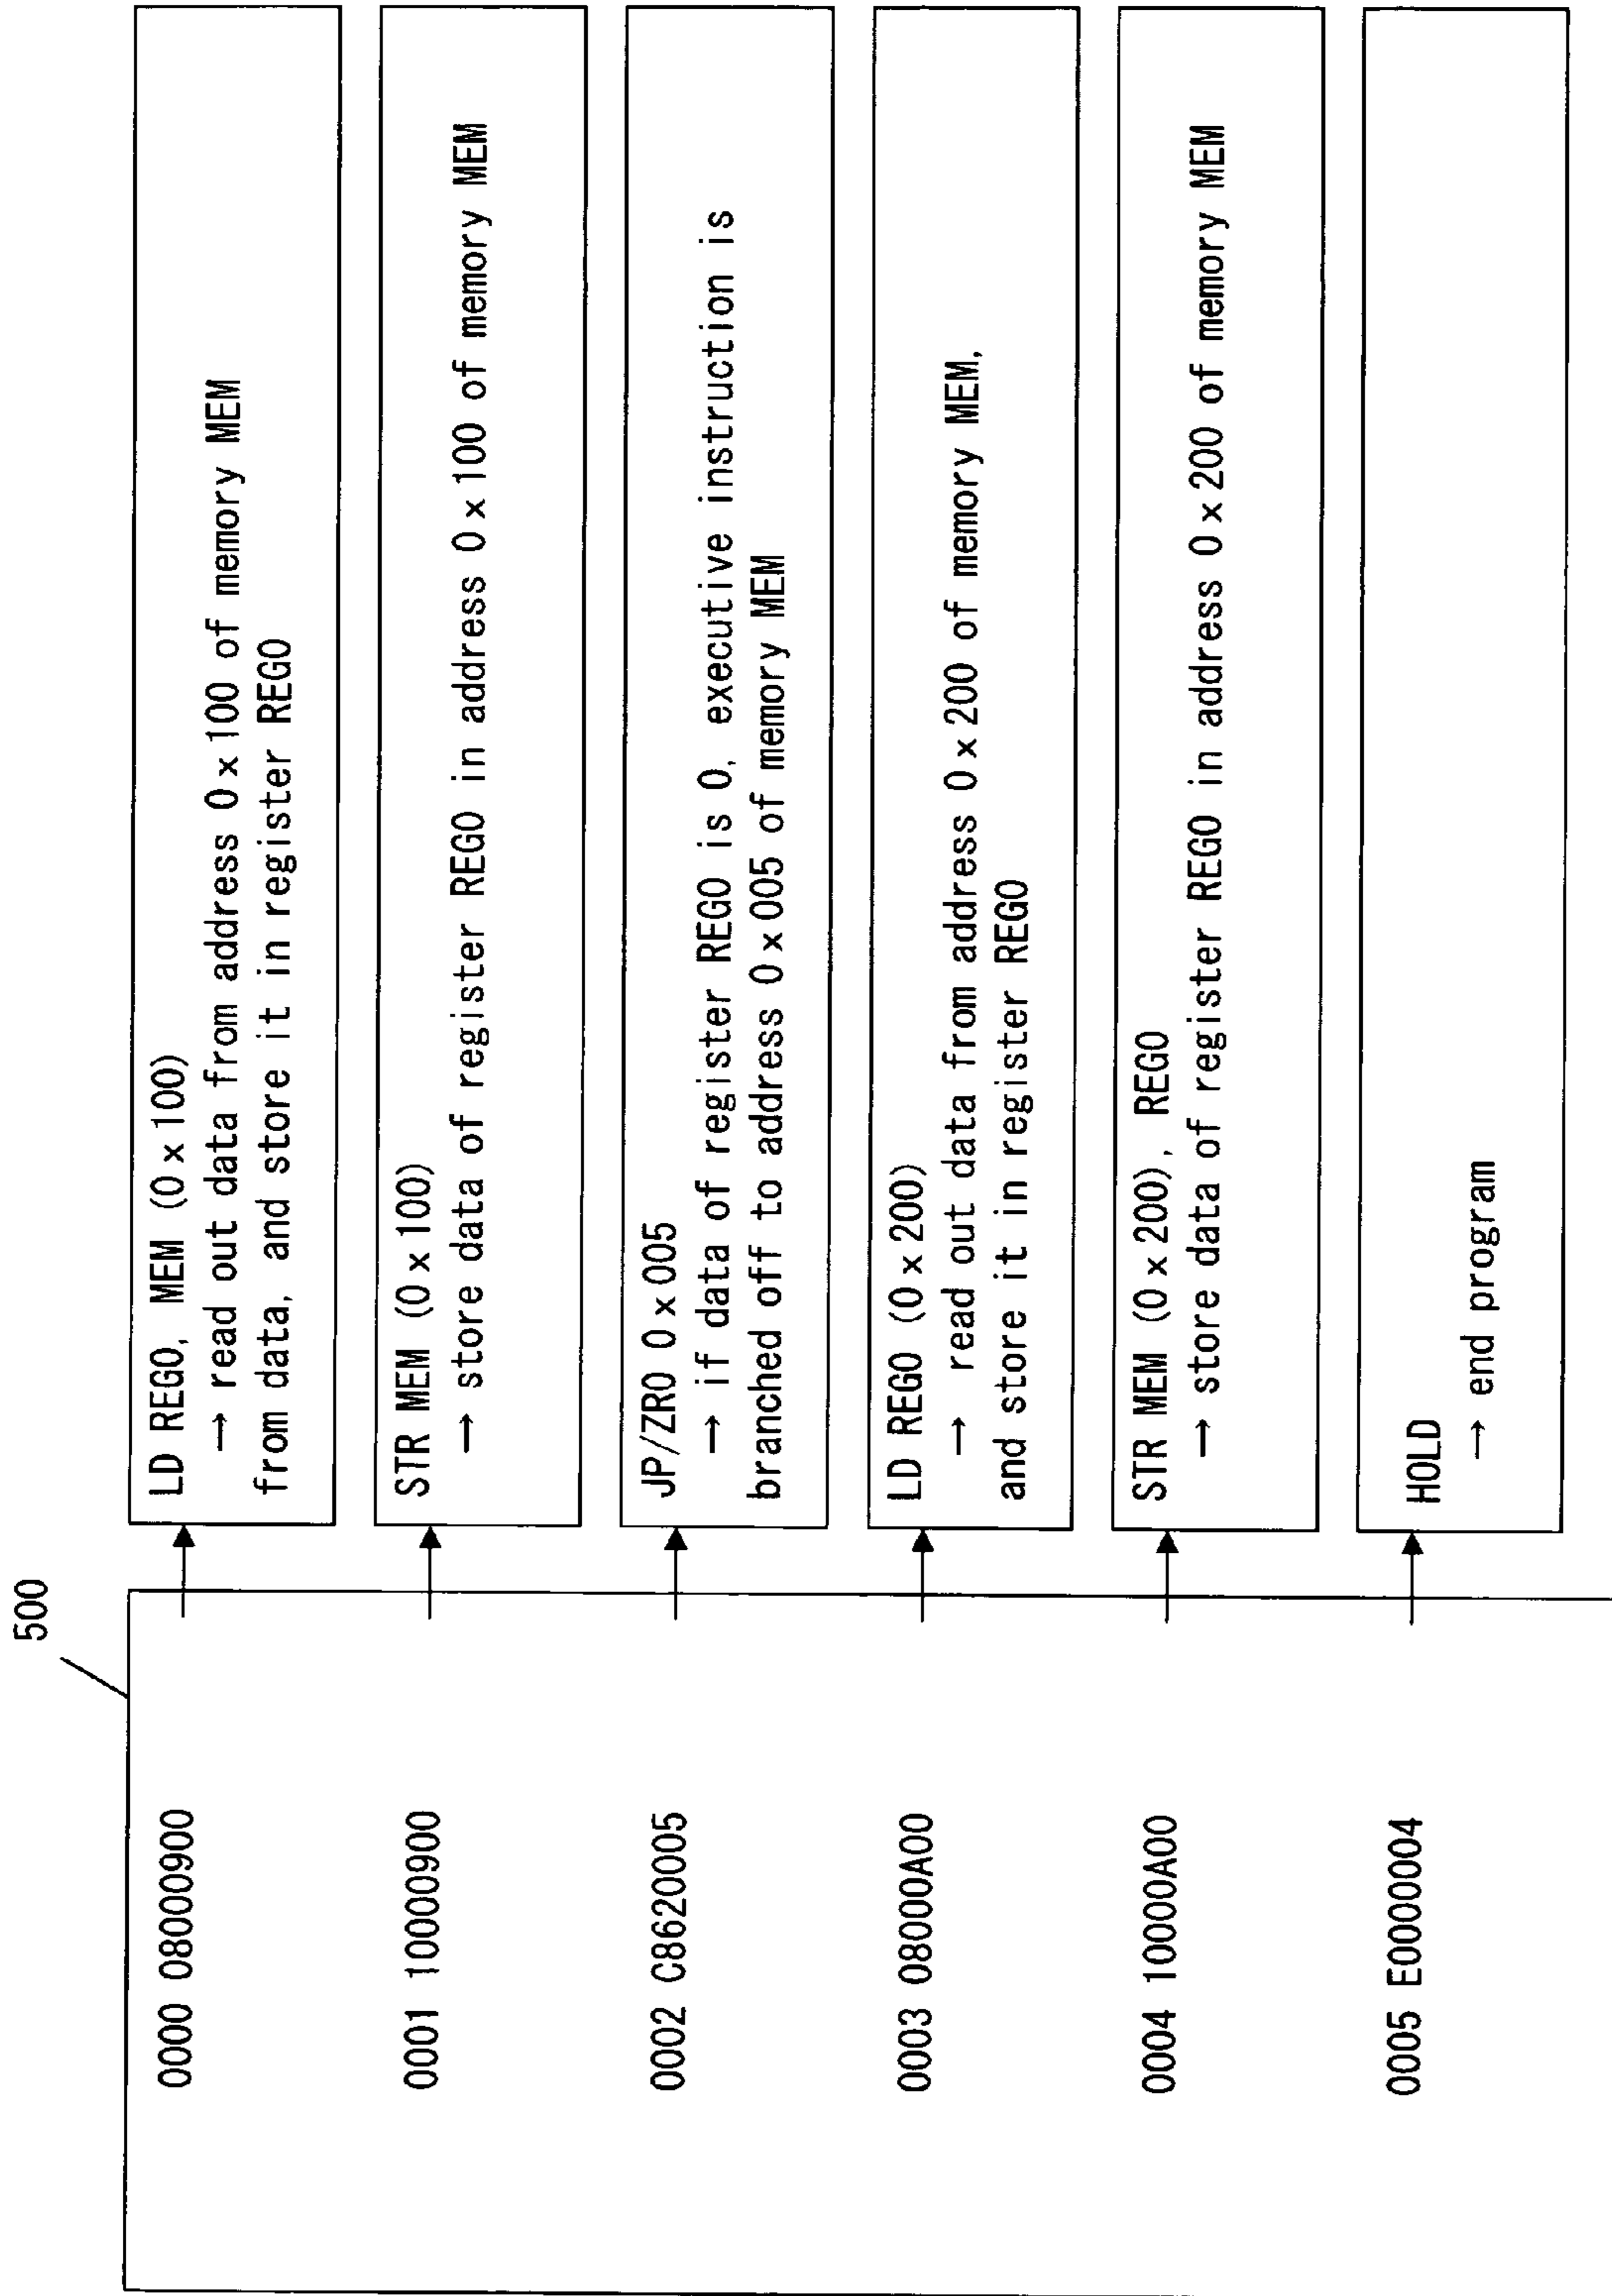 500
0000 08000900
LD REG0, MEM (0×100)
→ read out data from address 0×100 of memory MEM
from data, and store it in register REG0
0001 10000900
STR MEM (0×100)
→ store data of register REG0 in address 0×100 of memory MEM
0002 C8620005
JP/ZRO 0×005
→ if data of register REG0 is 0, executive instruction is
branched off to address 0×005 of memory MEM
0003 08000A00
LD REG0 (0×200)
→ read out data from address 0×200 of memory MEM,
and store it in register REG0
0004 10000A00
STR MEM (0×200), REG0
→ store data of register REG0 in address 0×200 of memory MEM
0005 E0000004
HOLD
→ end program